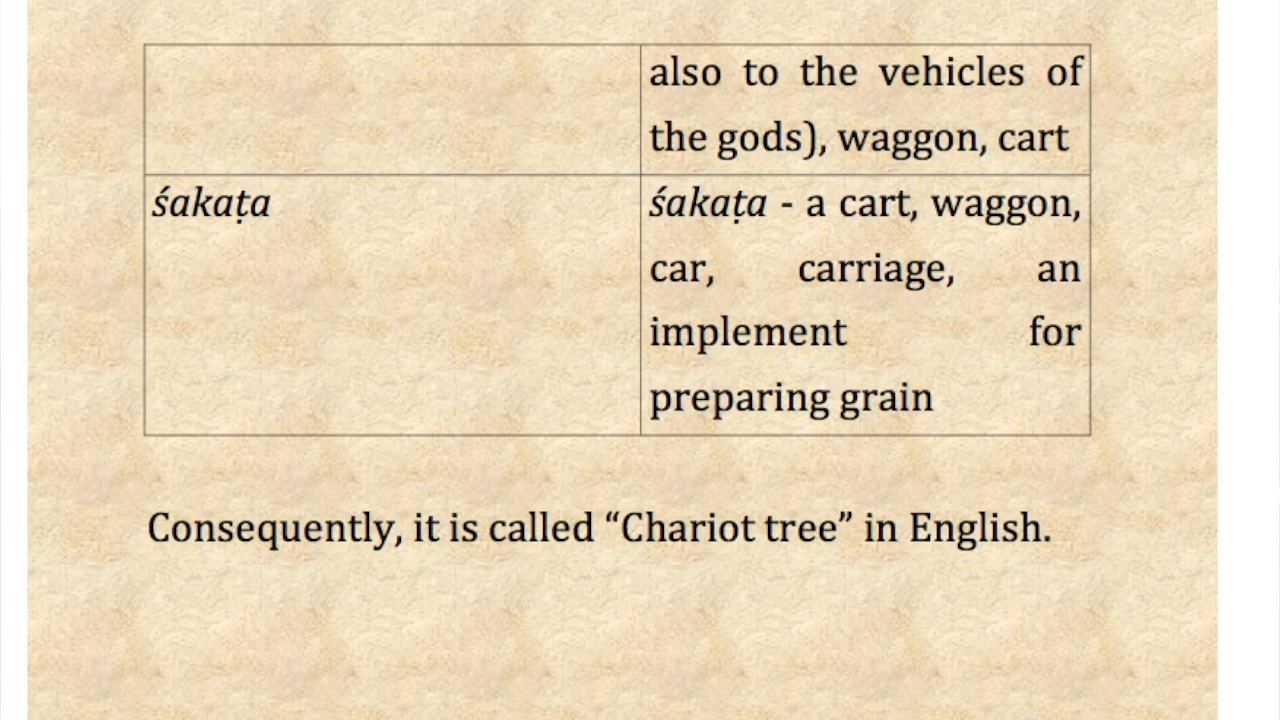 also to the vehicles of
the gods), waggon, cart
śakaṭa
śakaṭa - a cart, waggon,
car, carriage, an
implement for
preparing grain
Consequently, it is called “Chariot tree” in English.